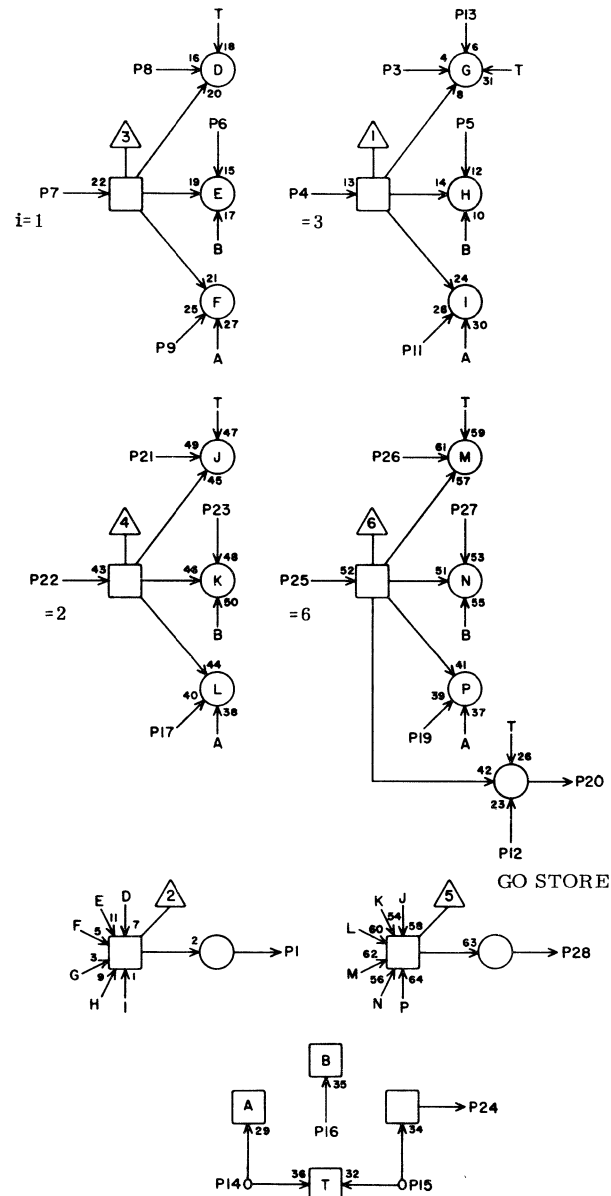 T
P13
16 18
4 6
P8 D
P3 G T
20
8 31
3
P6
1
P5
15
12
22 19 E
13 14 H
P7
P4
17
10
i=1
B
=3
B
21
24
25 F 27
28 I 30
P9
A
P11
A
T
T
49 47
61 59
P21 J
P26 M
45
57
4
P23
6
P27
48
53
43 46 K
52 51 N
P22
P25
50
55
=2
B
=6
B
44
41
40 L 38
39 P 37
P17
A
P19
A
T
42 26
P20
23
P12
GO STORE
E D 2
K J 5
11 7
54 58
F 5 2 P1
L 60 63 P28
G 3
M 62
9 1
56 64
H I
N P
B
35
A
P24
29
P16
34
P14 36 T 32 P15